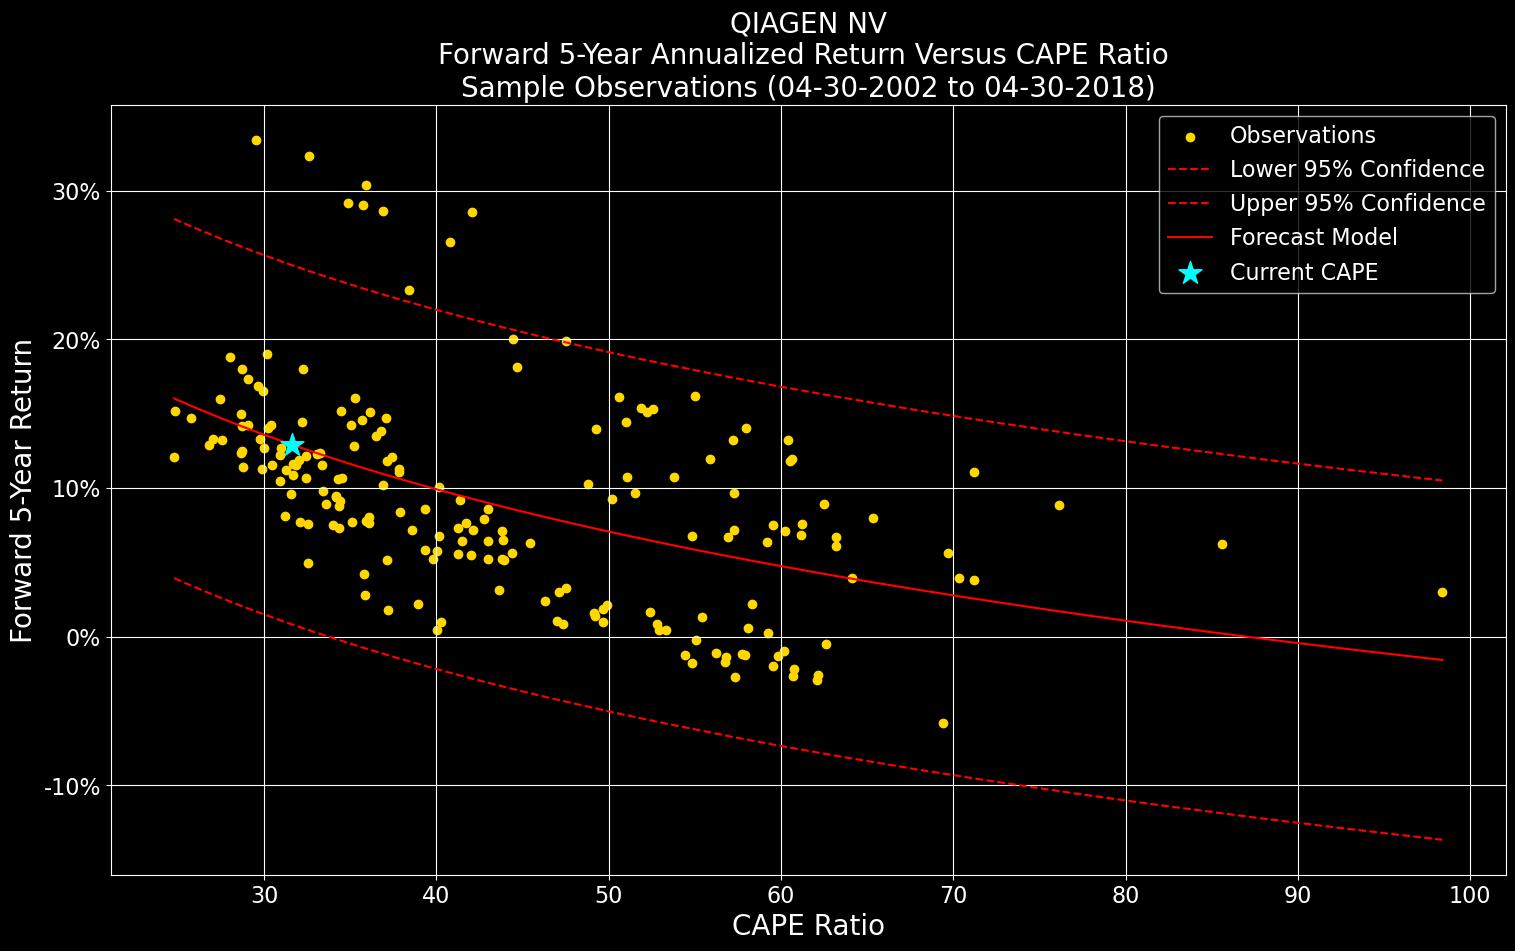 QIAGEN NV
Forward 5-Year Annualized Return Versus CAPE Ratio
Sample Observations (04-30-2002 to 04-30-2018)
Observations
Lower 95% Confidence
Upper 95% Confidence
Forecast Model
Current CAPE
Forward 5-Year Return
30%
20%
10%
0%
-10%
30 40 50 60 70 80 90 100
CAPE Ratio